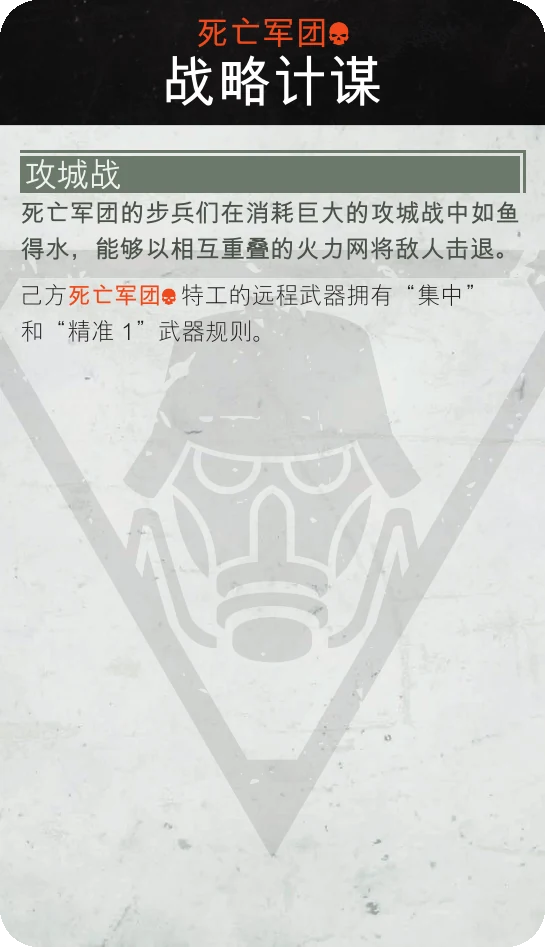 死亡军团
战略计谋
攻城战
死亡军团的步兵们在消耗巨大的攻城战中如鱼
得水，能够以相互重叠的火力网将敌人击退。
己方死亡军团特工的远程武器拥有“集中”
和“精准 1”武器规则。